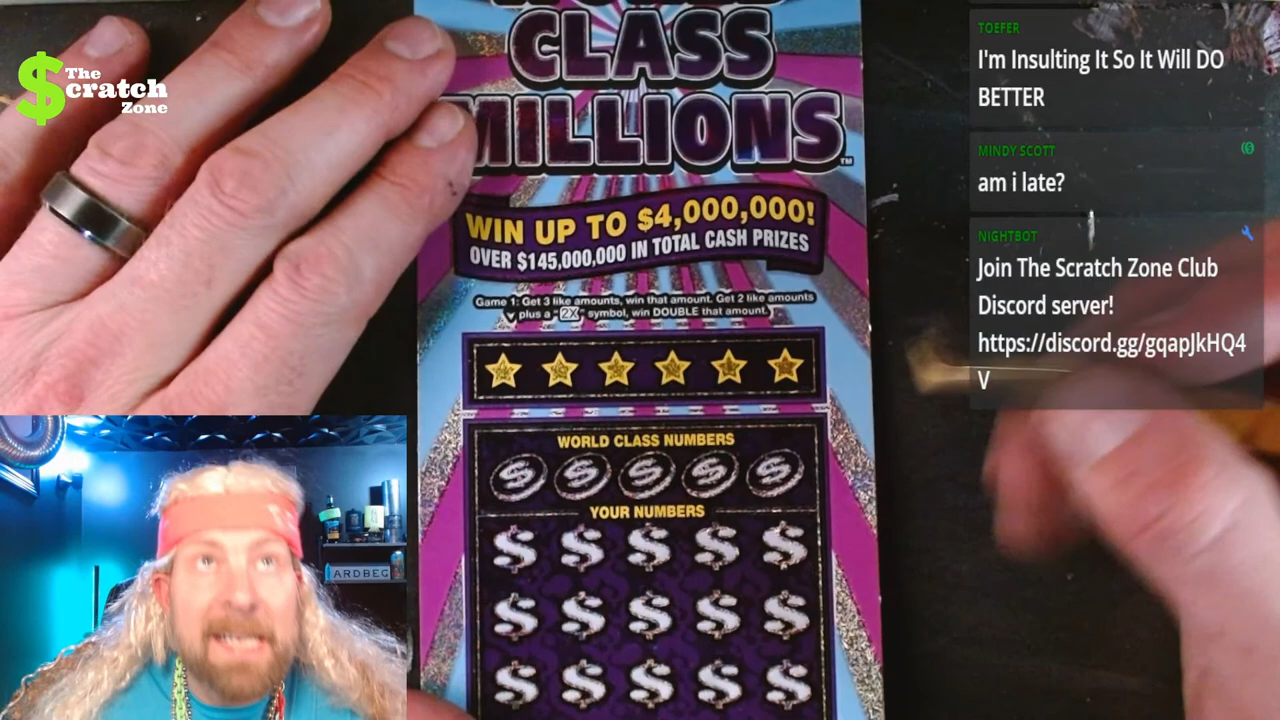 The
$cratch
Zone
CLASS
MILLIONS™
WIN UP TO $4,000,000!
OVER $145,000,000 IN TOTAL CASH PRIZES
Game 1: Get 3 like amounts, win that amount. Get 2 like amounts
plus a "2X" symbol, win DOUBLE that amount.
WORLD CLASS NUMBERS
$ $ $ $ $
YOUR NUMBERS
$ $ $ $ $
$ $ $ $ $
$ $ $ $ $
ARDBEG
TOEFER
I'm Insulting It So It Will DO
BETTER
MINDY SCOTT
am i late?
NIGHTBOT
Join The Scratch Zone Club
Discord server!
https://discord.gg/gqapJkHQ4
V